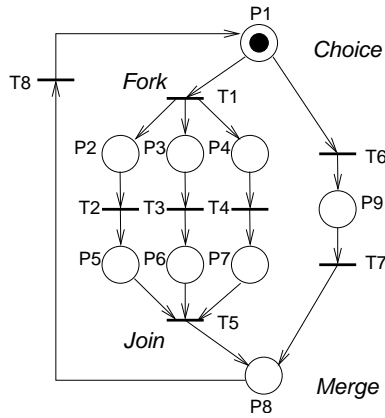 P1
Choice
T8
Fork
T1
P2
P3
P4
T6
T2
T3
T4
P9
P5
P6
P7
T7
T5
Join
P8
Merge